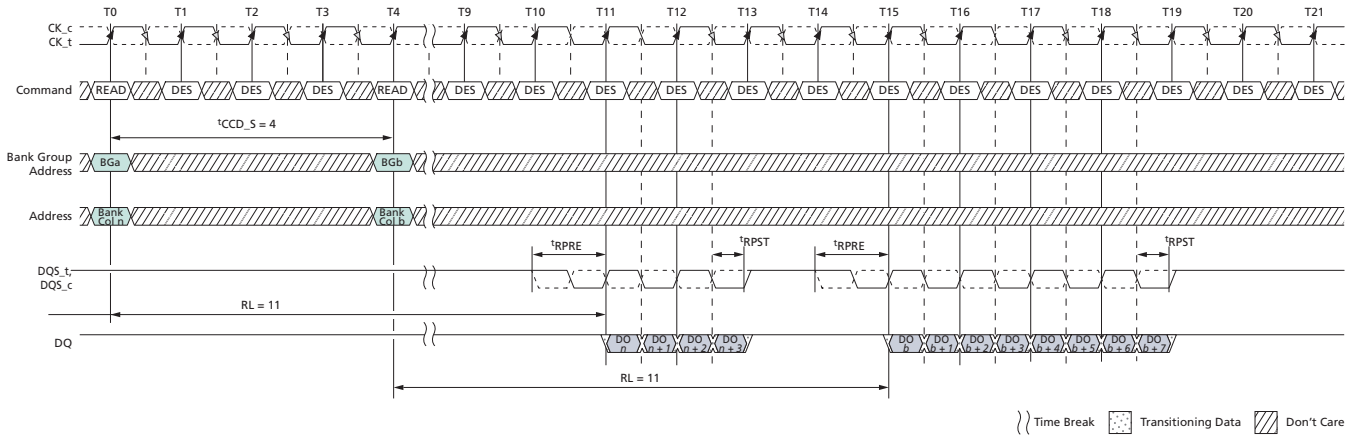 T0 T1 T2 T3 T4 T9 T10 T11 T12 T13 T14 T15 T16 T17 T18 T19 T20 T21
CK_c
CK_t
Command READ DES DES DES READ DES DES DES DES DES DES DES DES DES DES DES DES DES
tCCD_S = 4
Bank Group
Address
BGa BGb
Address
Bank
Col n
Bank
Col b
tRPRE tRPST tRPRE tRPST
DQS_t,
DQS_c
RL = 11
DQ
DO
n
DO
n + 1
DO
n + 2
DO
n + 3
DO
b
DO
b + 1
DO
b + 2
DO
b + 3
DO
b + 4
DO
b + 5
DO
b + 6
DO
b + 7
RL = 11
Time Break Transitioning Data Don't Care